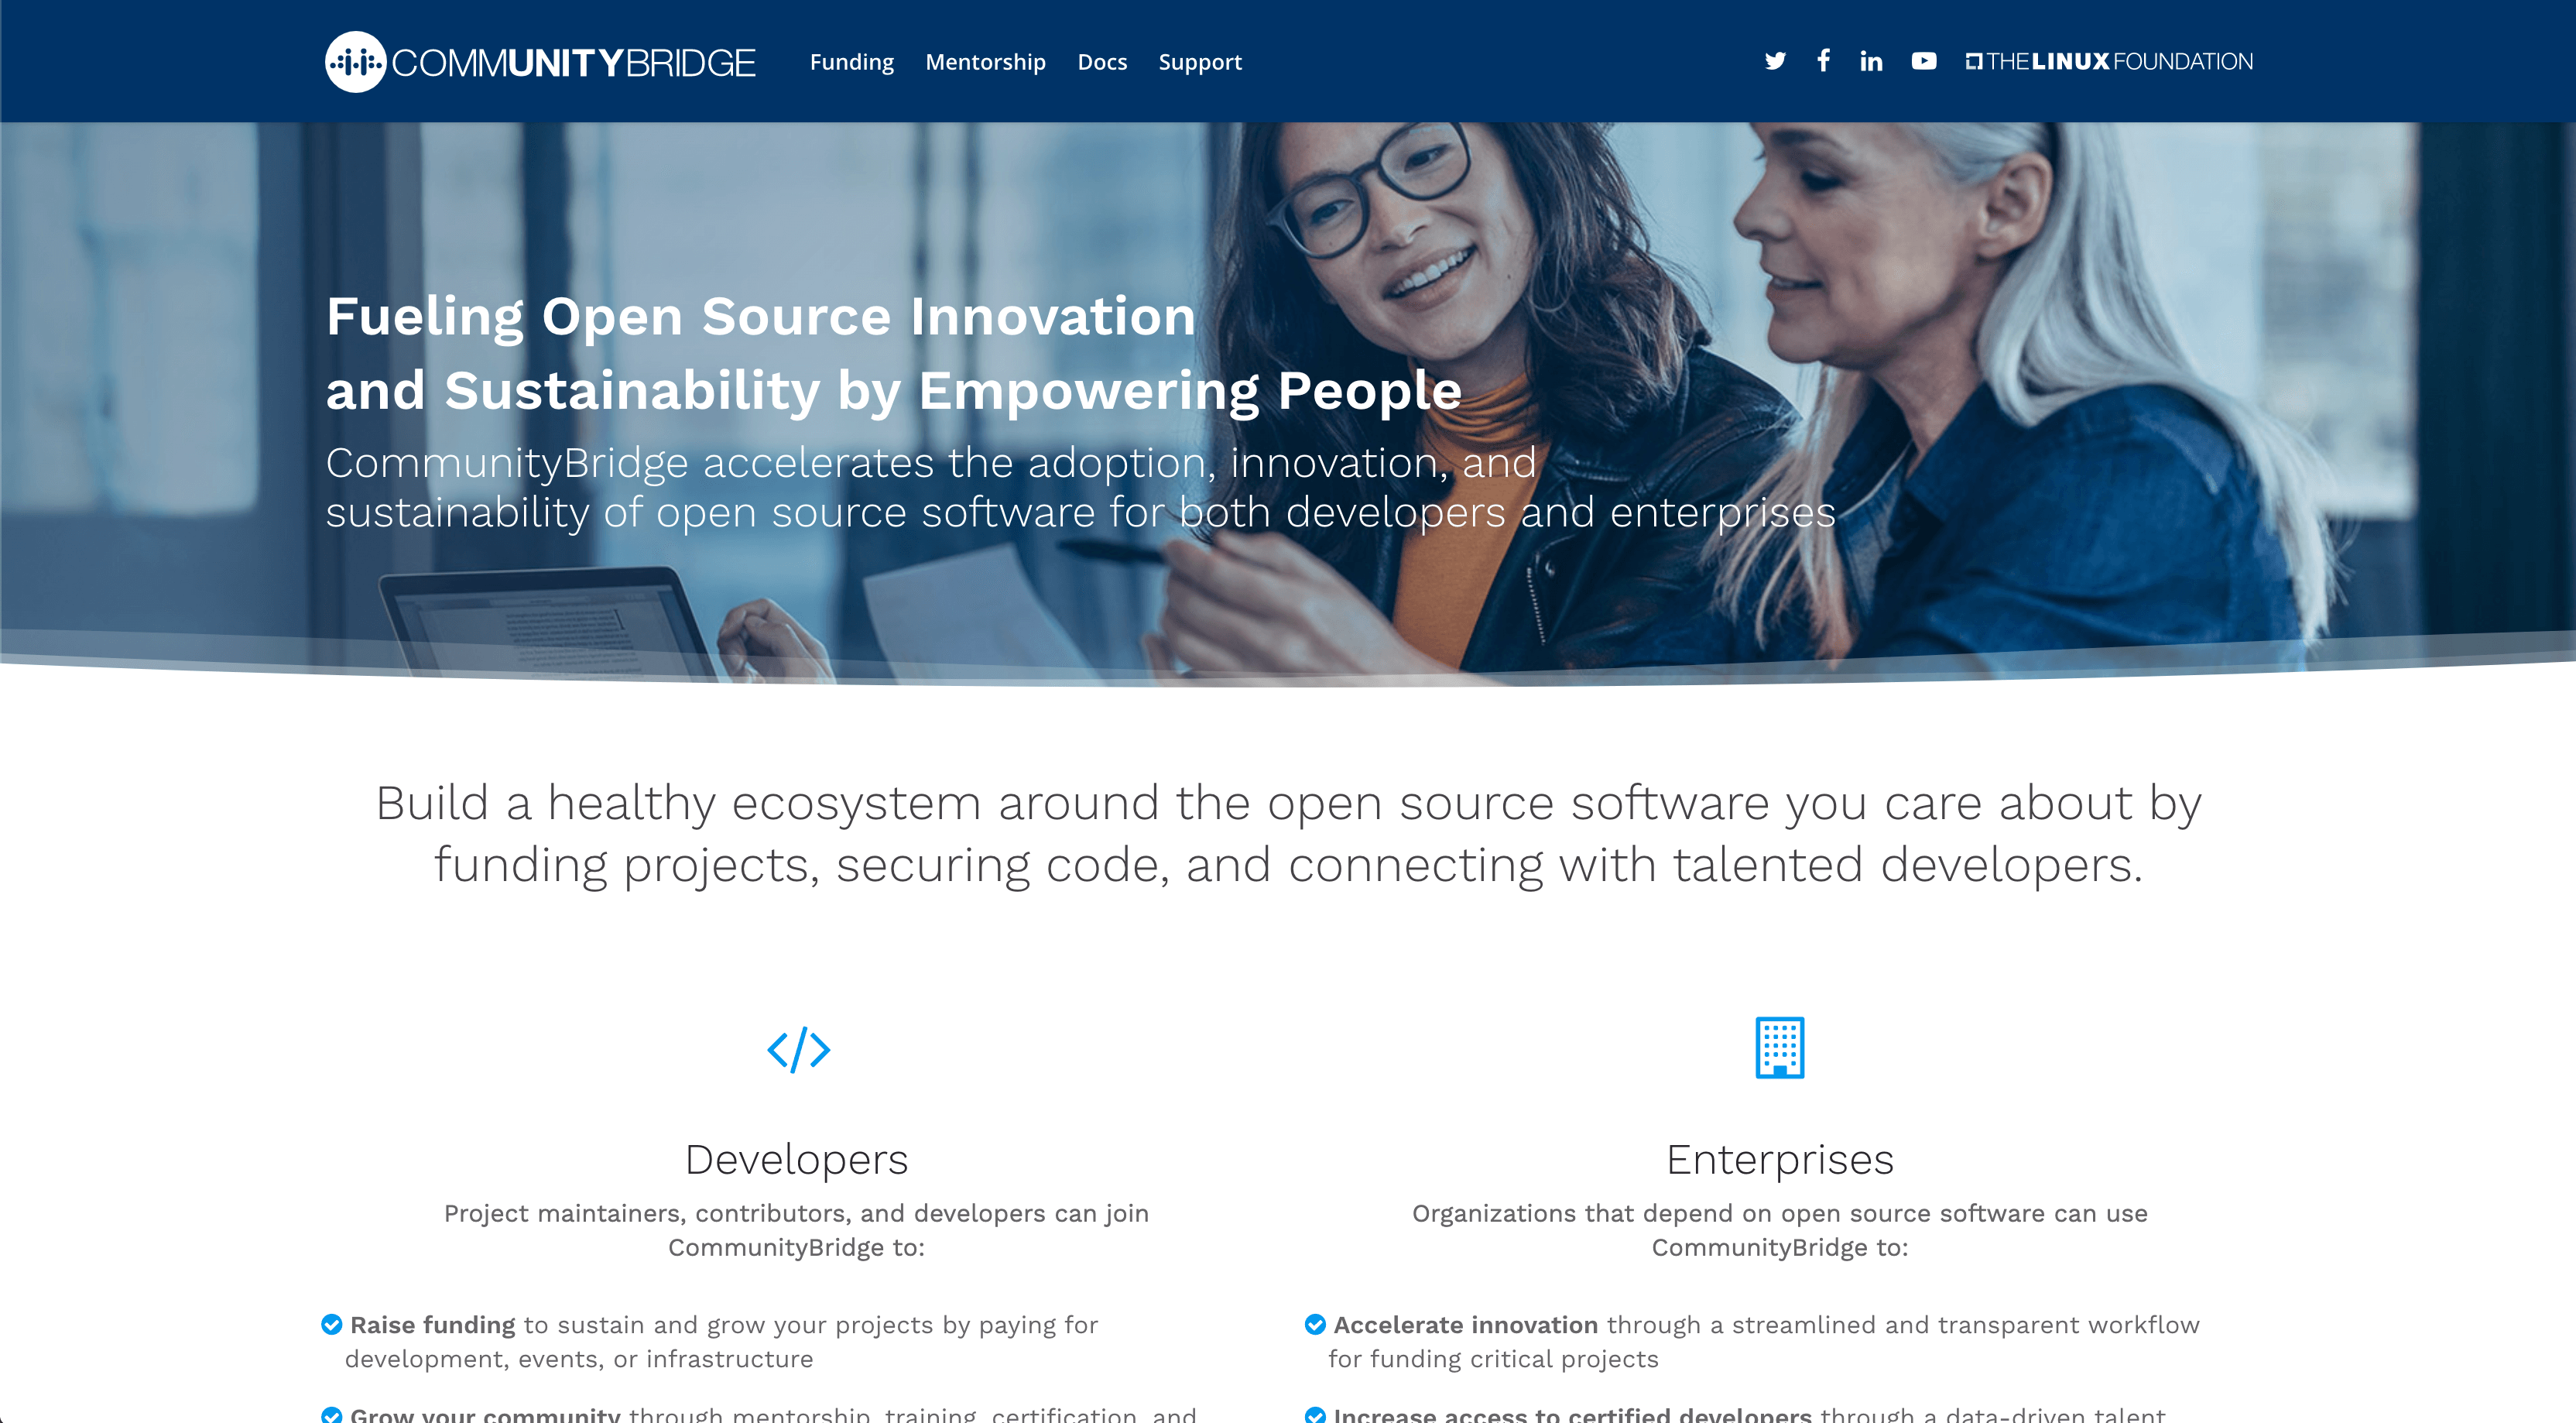 COMMUNITYBRIDGE Funding Mentorship Docs Support THE LINUX FOUNDATION
Fueling Open Source Innovation
and Sustainability by Empowering People
CommunityBridge accelerates the adoption, innovation, and
sustainability of open source software for both developers and enterprises
Build a healthy ecosystem around the open source software you care about by
funding projects, securing code, and connecting with talented developers.
</>
Developers
Project maintainers, contributors, and developers can join
CommunityBridge to:
Raise funding to sustain and grow your projects by paying for
development, events, or infrastructure
Grow your community through mentorship, training, certification, and
Enterprises
Organizations that depend on open source software can use
CommunityBridge to:
Accelerate innovation through a streamlined and transparent workflow
for funding critical projects
Increase access to certified developers through a data-driven talent